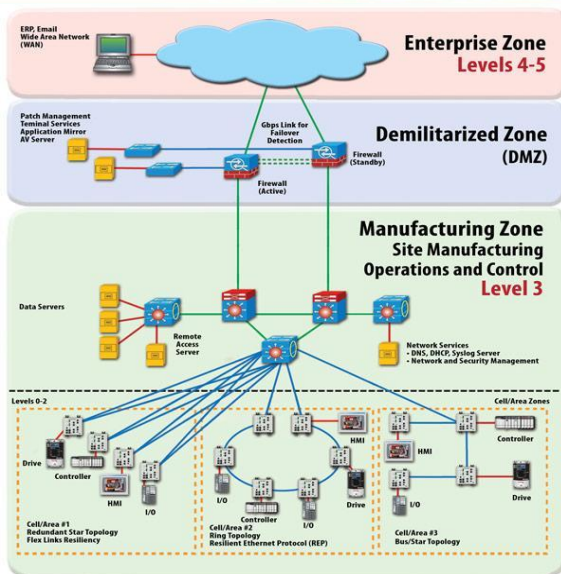 ERP, Email
Wide Area Network
(WAN)
Enterprise Zone
Levels 4-5
Patch Management
Teminal Services
Application Mirror
AV Server
Gbps Link for
Failover
Detection
Demilitarized Zone
(DMZ)
Firewall
(Standby)
Firewall
(Active)
Manufacturing Zone
Site Manufacturing
Operations and Control
Level 3
Data Servers
Remote
Access
Server
Network Services
• DNS, DHCP, Syslog Server
• Network and Security Management
Levels 0-2
Cell/Area Zones
Drive
Controller
HMI
I/O
Cell/Area #1
Redundant Star Topology
Flex Links Resiliency
HMI
I/O
Controller
I/O
Drive
Cell/Area #2
Ring Topology
Resilient Ethernet Protocol (REP)
HMI
Controller
I/O
Drive
Cell/Area #3
Bus/Star Topology